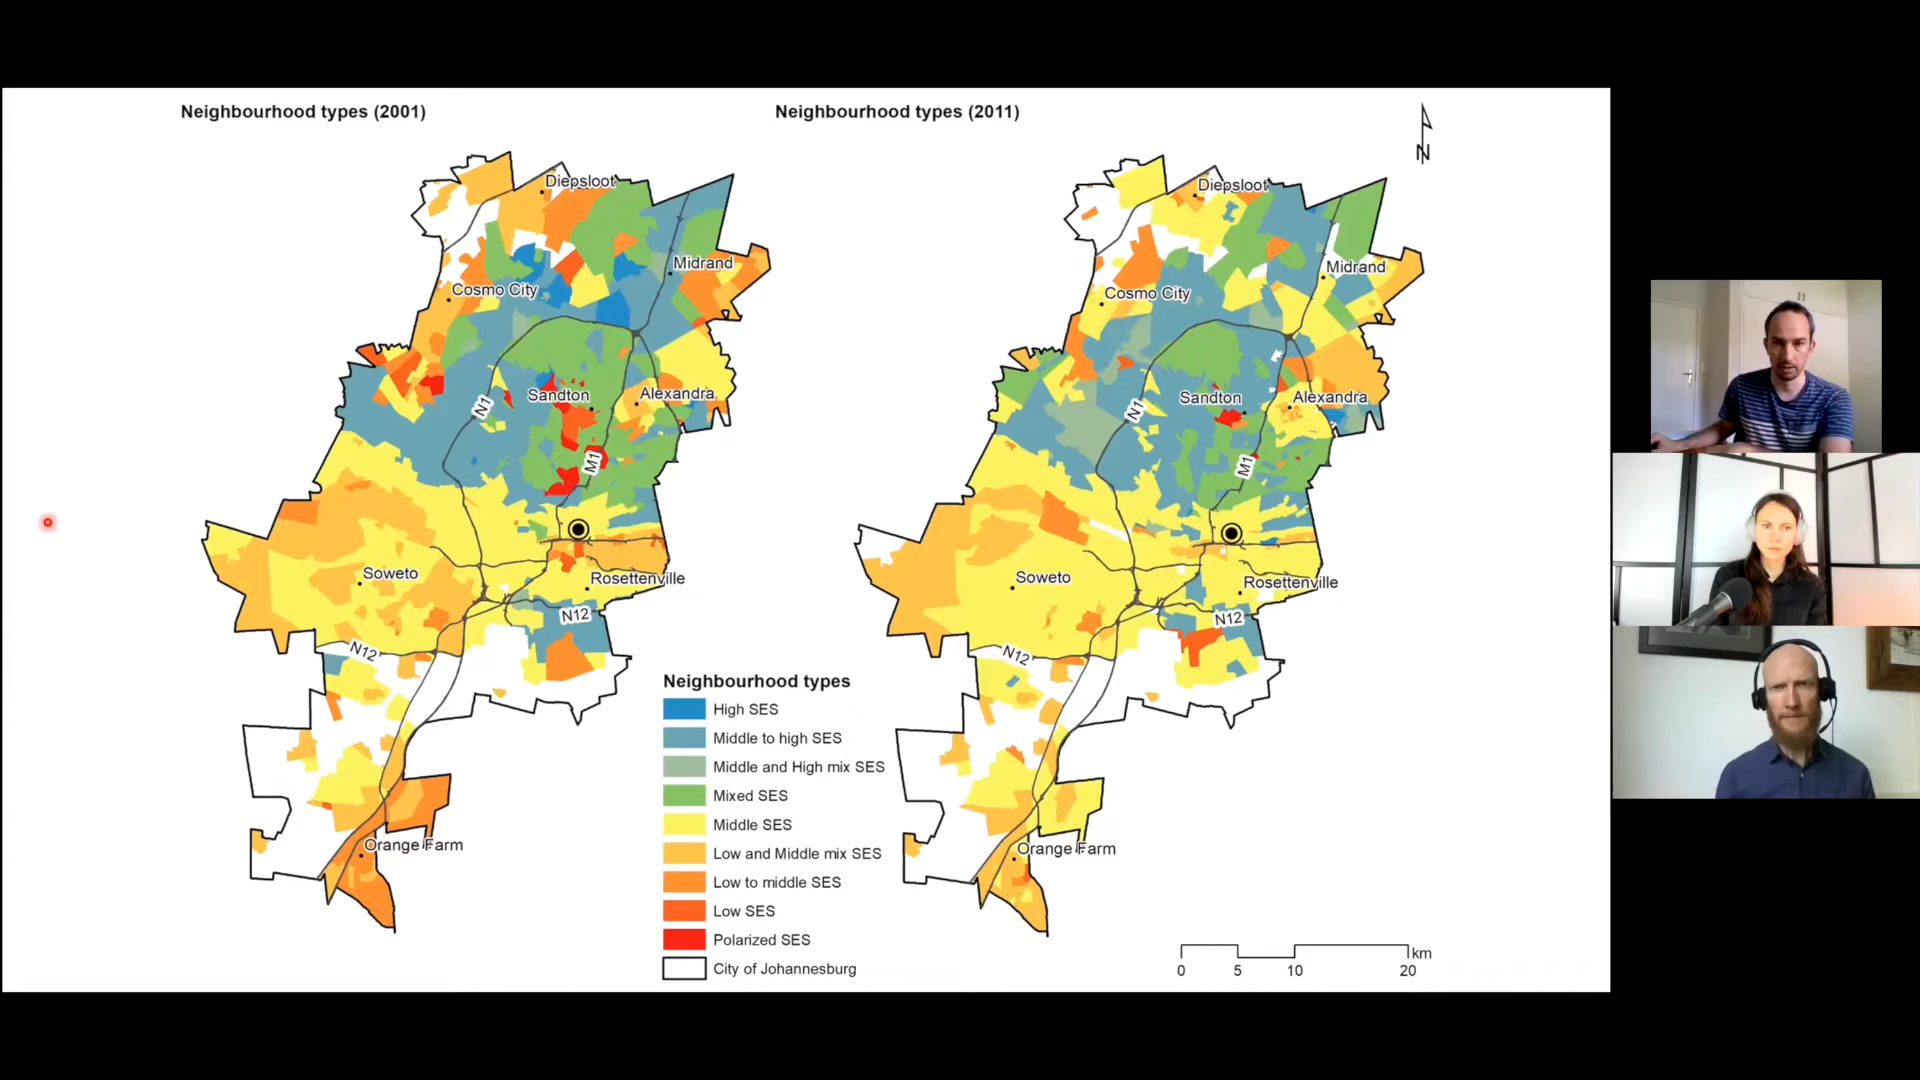 Neighbourhood types (2001)
Neighbourhood types (2011)
N
Diepsloot
Midrand
Cosmo City
Sandton
Alexandra
N1
M1
Soweto
Rosettenville
N12
N12
Orange Farm
Diepsloot
Midrand
Cosmo City
Sandton
Alexandra
N1
M1
Soweto
Rosettenville
N12
N12
Orange Farm
Neighbourhood types
High SES
Middle to high SES
Middle and High mix SES
Mixed SES
Middle SES
Low and Middle mix SES
Low to middle SES
Low SES
Polarized SES
City of Johannesburg
km
0 5 10 20